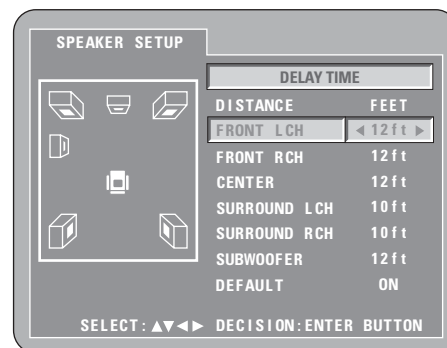 SPEAKER SETUP
DELAY TIME
DISTANCE FEET
FRONT LCH ◀ 12ft ▶
FRONT RCH 12ft
CENTER 12ft
SURROUND LCH 10ft
SURROUND RCH 10ft
SUBWOOFER 12ft
DEFAULT ON
SELECT: ▲▼◀▶ DECISION: ENTER BUTTON